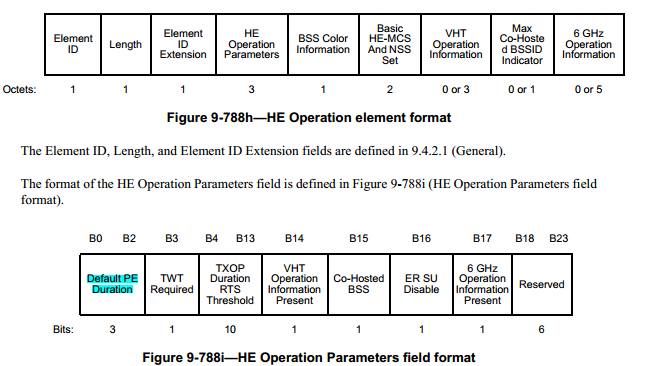 Element ID
Length
Element ID Extension
HE Operation Parameters
BSS Color Information
Basic HE-MCS And NSS Set
VHT Operation Information
Max Co-Hoste d BSSID Indicator
6 GHz Operation Information
Octets: 1 1 1 3 1 2 0 or 3 0 or 1 0 or 5
Figure 9-788h—HE Operation element format
The Element ID, Length, and Element ID Extension fields are defined in 9.4.2.1 (General).
The format of the HE Operation Parameters field is defined in Figure 9-788i (HE Operation Parameters field
format).
B0 B2 B3 B4 B13 B14 B15 B16 B17 B18 B23
Default PE Duration
TWT Required
TXOP Duration RTS Threshold
VHT Operation Information Present
Co-Hosted BSS
ER SU Disable
6 GHz Operation Information Present
Reserved
Bits: 3 1 10 1 1 1 1 6
Figure 9-788i—HE Operation Parameters field format